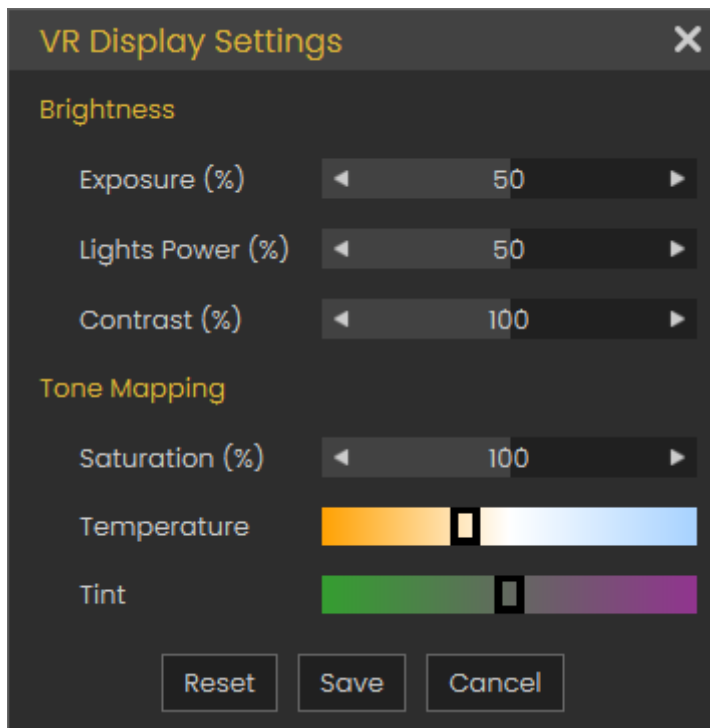 VR Display Settings
Brightness
Exposure (%) 50
Lights Power (%) 50
Contrast (%) 100
Tone Mapping
Saturation (%) 100
Temperature
Tint
Reset Save Cancel